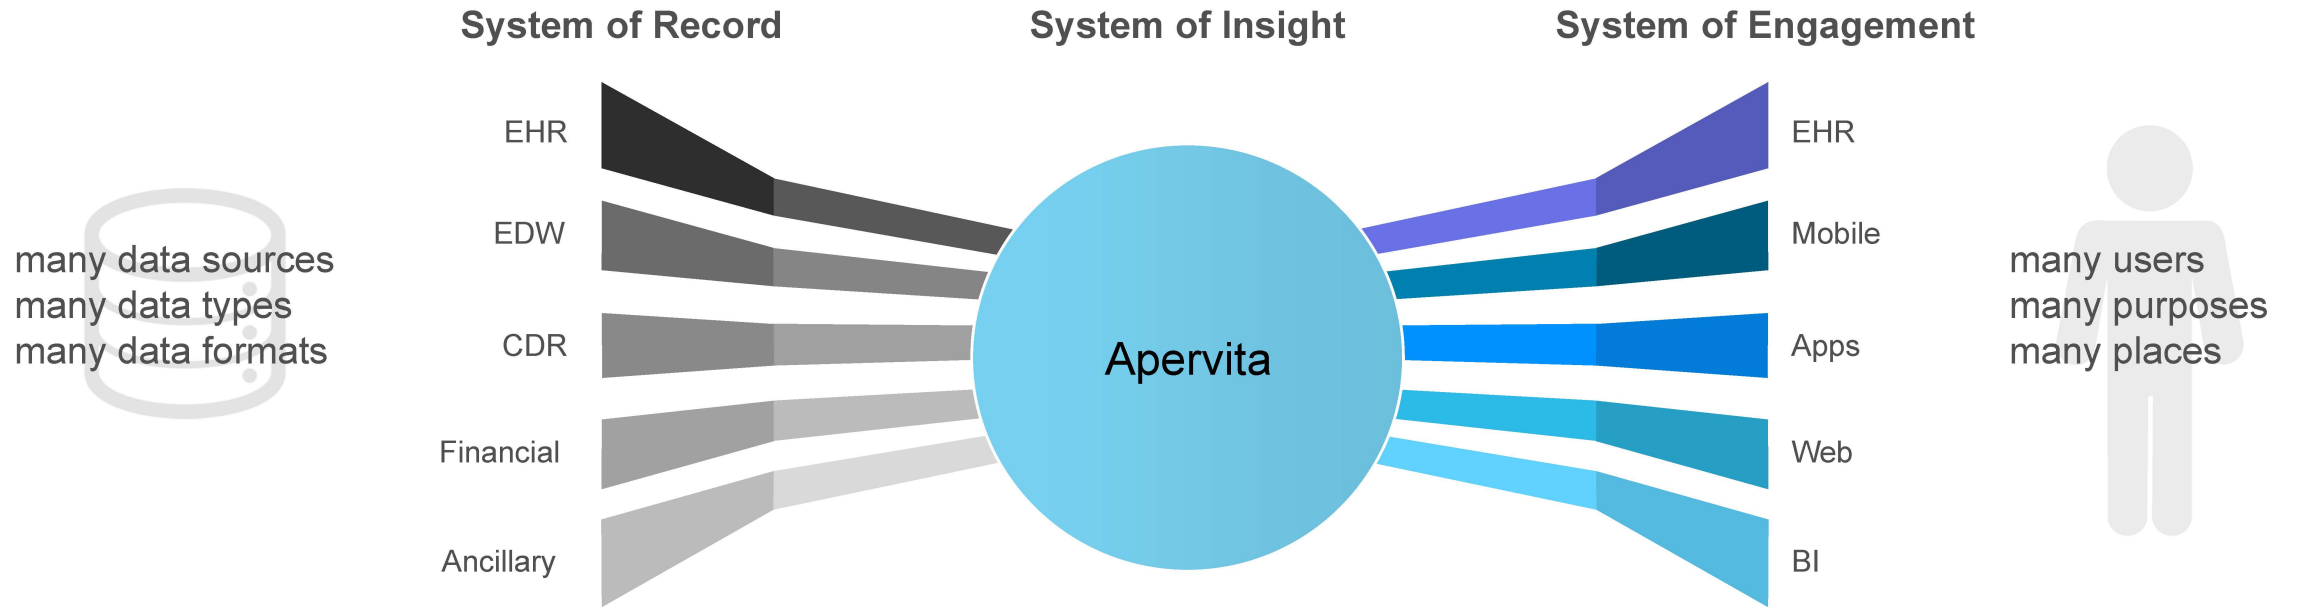 System of Record
System of Insight
System of Engagement
many data sources
many data types
many data formats
EHR
EDW
CDR
Financial
Ancillary
Apervita
EHR
Mobile
Apps
Web
BI
many users
many purposes
many places